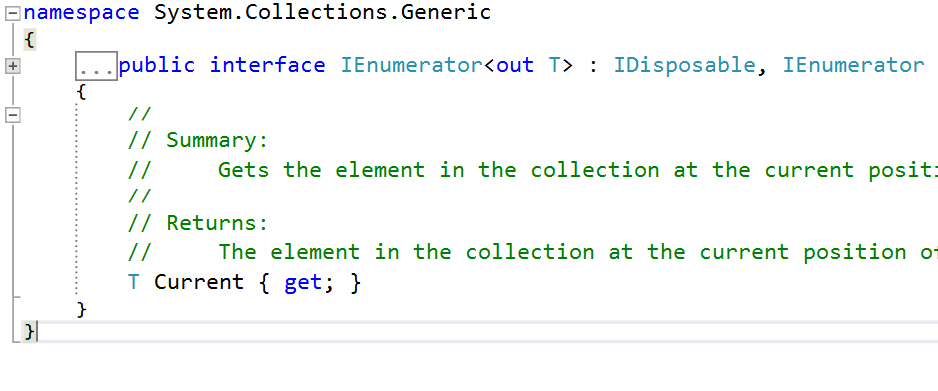 namespace System.Collections.Generic
{
...public interface IEnumerator<out T> : IDisposable, IEnumerator
{
//
// Summary:
//     Gets the element in the collection at the current positi
//
// Returns:
//     The element in the collection at the current position of
T Current { get; }
}
}